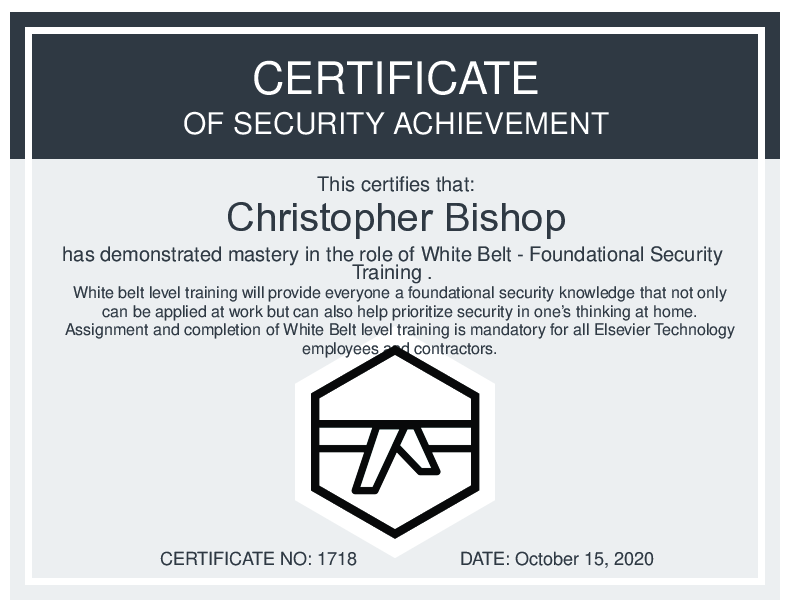 CERTIFICATE
OF SECURITY ACHIEVEMENT
This certifies that:
Christopher Bishop
has demonstrated mastery in the role of White Belt - Foundational Security
Training .
White belt level training will provide everyone a foundational security knowledge that not only
can be applied at work but can also help prioritize security in one's thinking at home.
Assignment and completion of White Belt level training is mandatory for all Elsevier Technology
employees and contractors.
CERTIFICATE NO: 1718
DATE: October 15, 2020